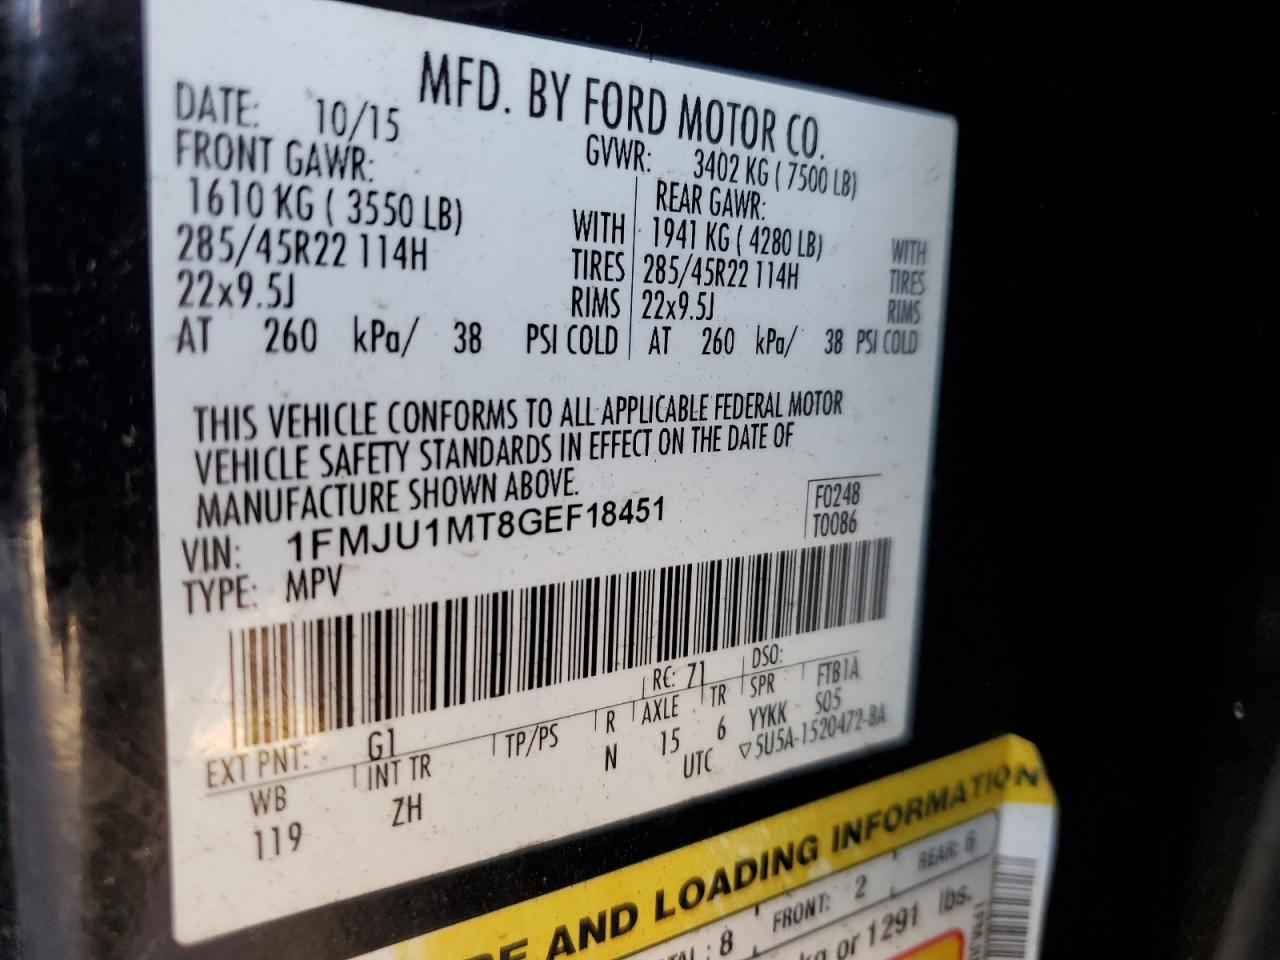 MFD. BY FORD MOTOR CO.
DATE: 10/15 GVWR: 3402 KG ( 7500 LB)
FRONT GAWR: REAR GAWR:
1610 KG ( 3550 LB) WITH 1941 KG ( 4280 LB) WITH
285/45R22 114H TIRES 285/45R22 114H TIRES
22x9.5J RIMS 22x9.5J RIMS
AT 260 kPa/ 38 PSI COLD AT 260 kPa/ 38 PSI COLD
THIS VEHICLE CONFORMS TO ALL APPLICABLE FEDERAL MOTOR
VEHICLE SAFETY STANDARDS IN EFFECT ON THE DATE OF
MANUFACTURE SHOWN ABOVE.
VIN: 1FMJU1MT8GEF18451 F0248
TYPE: MPV T0086
EXT PNT: G1 RC: 71 DSO:
WB INT TR TP/PS R AXLE TR SPR FTB1A
119 ZH N 15 6 YYKK S05
UTC ▽5U5A-1520472-BA
AND LOADING INFORMATION
: 8 FRONT: 2 REAR: 6
kg or 1291 lbs.